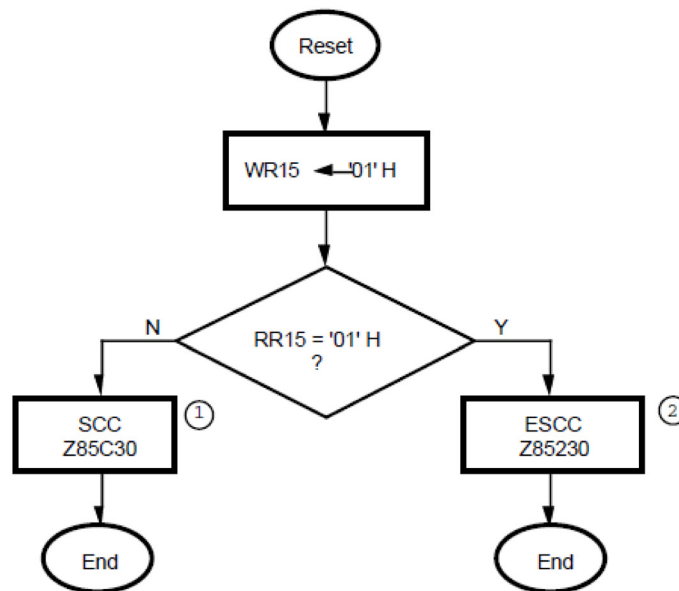 Reset
WR15 ← '01' H
N
RR15 = '01' H
?
Y
SCC
Z85C30
1
ESCC
Z85230
2
End
End